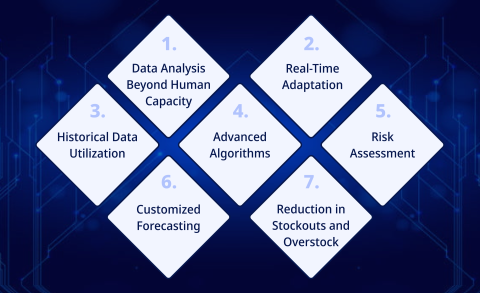 1.
Data Analysis
Beyond Human
Capacity
2.
Real-Time
Adaptation
3.
Historical Data
Utilization
4.
Advanced
Algorithms
5.
Risk
Assessment
6.
Customized
Forecasting
7.
Reduction in
Stockouts and
Overstock